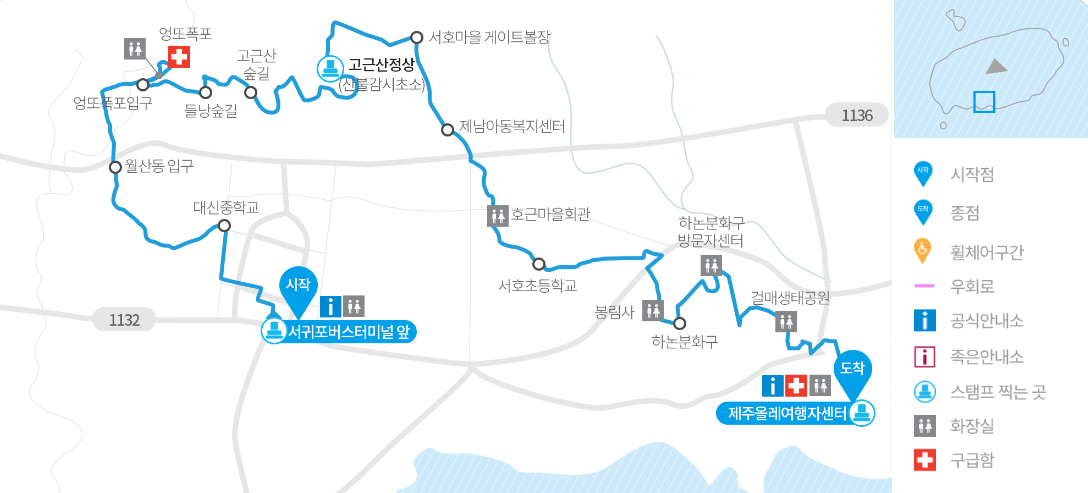 엉또폭포
고근산
숲길
서호마을 게이트볼장
고근산정상
(산불감시초소)
엉또폭포입구
들낭숲길
1136
제남아동복지센터
월산동 입구
대신중학교
호근마을회관
하논분화구
방문자센터
서호초등학교
걸매생태공원
시작
봉림사
1132
서귀포버스터미널 앞
하논분화구
도착
제주올레여행자센터
시작
시작점
도착
종점
휠체어구간
우회로
공식안내소
족은안내소
스탬프 찍는 곳
화장실
구급함